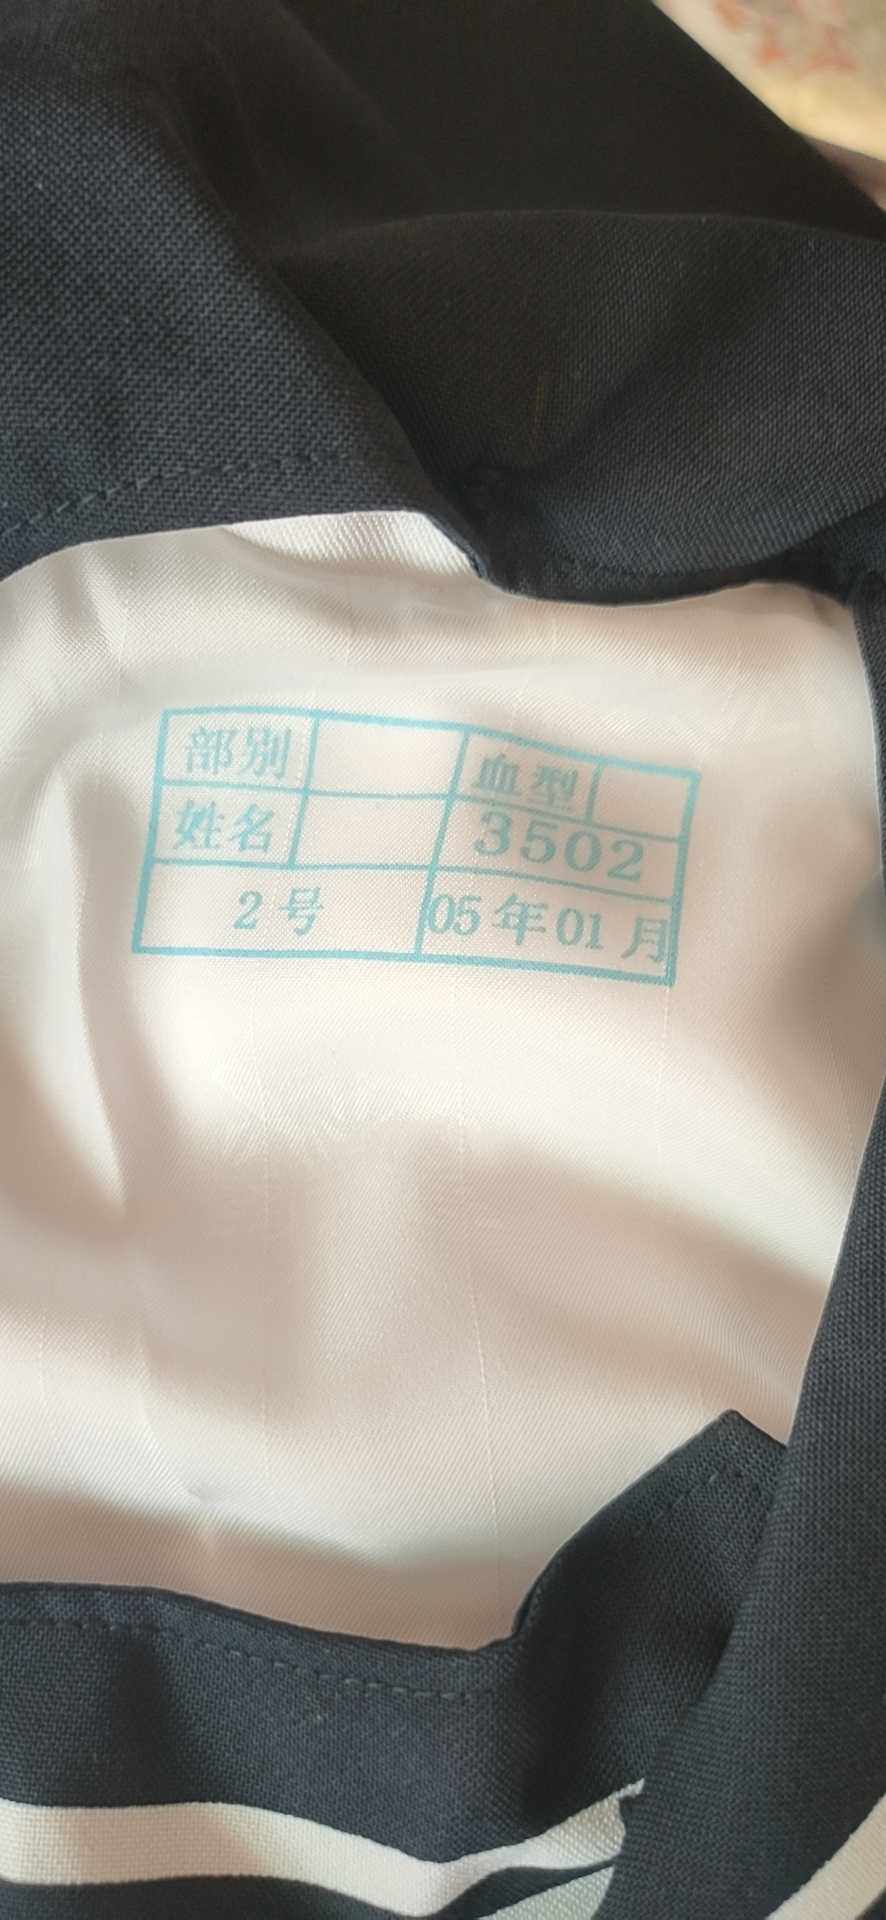 部别 血型
姓名 3502
2号 05年01月